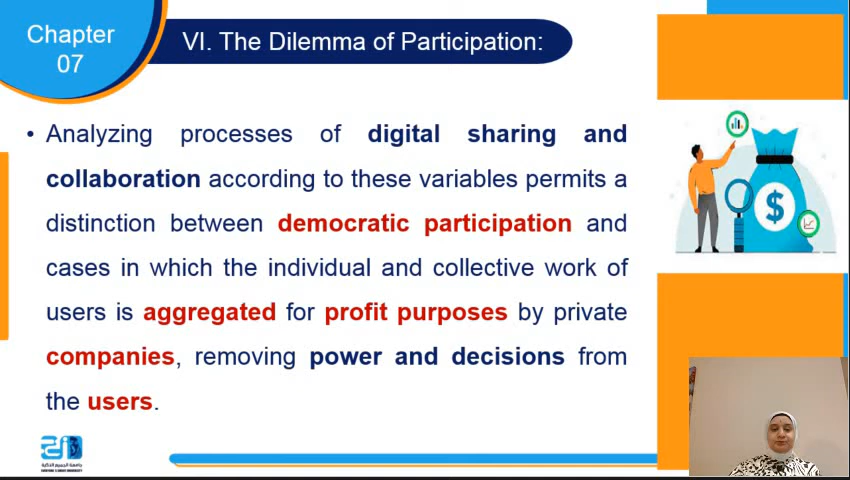 Chapter
07
VI. The Dilemma of Participation:
• Analyzing processes of digital sharing and
collaboration according to these variables permits a
distinction between democratic participation and
cases in which the individual and collective work of
users is aggregated for profit purposes by private
companies, removing power and decisions from
the users.
$